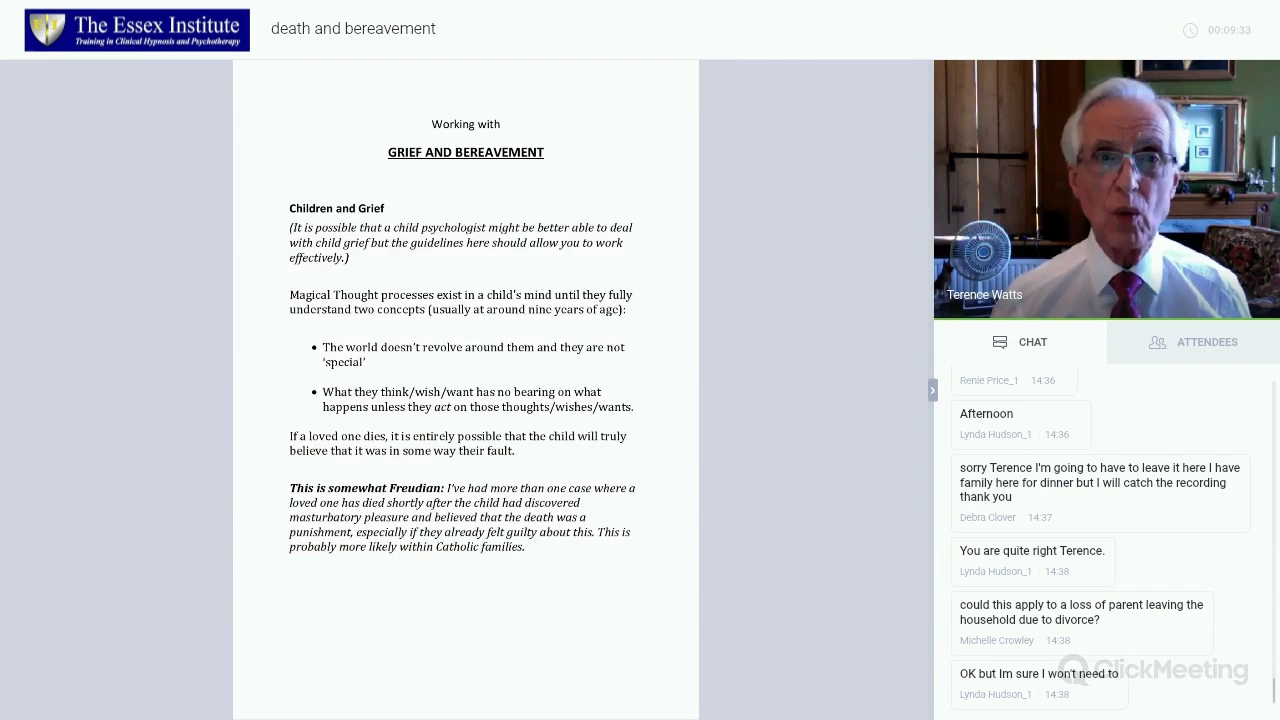 The Essex Institute
Training in Clinical Hypnosis and Psychotherapy
death and bereavement
00:09:33
Working with
GRIEF AND BEREAVEMENT
Children and Grief
(It is possible that a child psychologist might be better able to deal
with child grief but the guidelines here should allow you to work
effectively.)
Magical Thought processes exist in a child's mind until they fully
understand two concepts (usually at around nine years of age):
• The world doesn't revolve around them and they are not
'special'
• What they think/wish/want has no bearing on what
happens unless they act on those thoughts/wishes/wants.
If a loved one dies, it is entirely possible that the child will truly
believe that it was in some way their fault.
This is somewhat Freudian: I've had more than one case where a
loved one has died shortly after the child had discovered
masturbatory pleasure and believed that the death was a
punishment, especially if they already felt guilty about this. This is
probably more likely within Catholic families.
Terence Watts
CHAT
ATTENDEES
Renie Price_1 14:36
Afternoon
Lynda Hudson_1 14:36
sorry Terence I'm going to have to leave it here I have
family here for dinner but I will catch the recording
thank you
Debra Clover 14:37
You are quite right Terence.
Lynda Hudson_1 14:38
could this apply to a loss of parent leaving the
household due to divorce?
Michelle Crowley 14:38
OK but Im sure I won't need to
Lynda Hudson_1 14:38
ClickMeeting